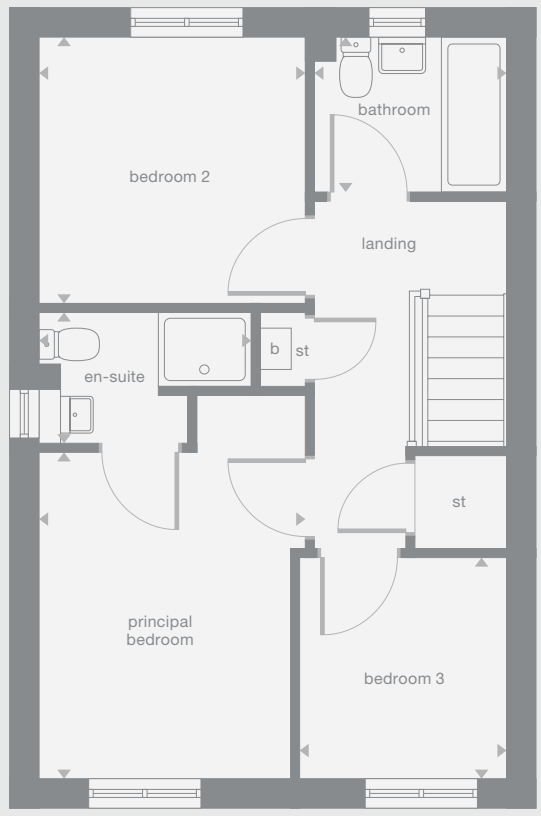 bathroom
bedroom 2
landing
b
st
en-suite
st
principal
bedroom
bedroom 3